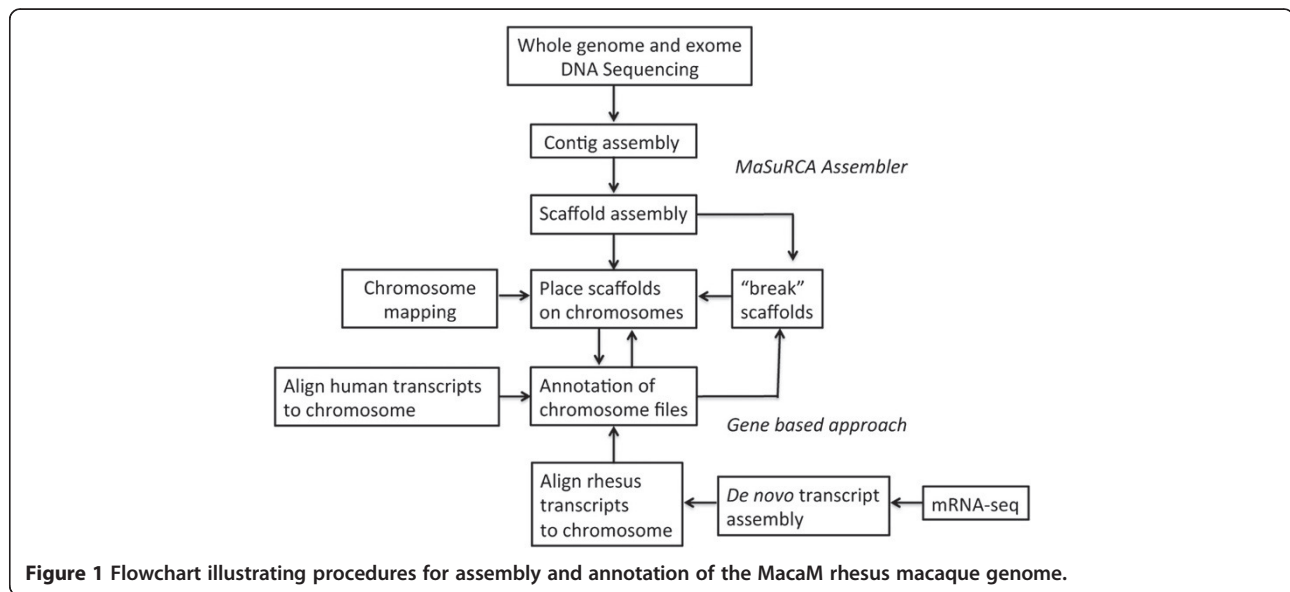 Whole genome and exome
DNA Sequencing
Contig assembly
MaSuRCA Assembler
Scaffold assembly
Chromosome
mapping
Place scaffolds
on chromosomes
“break”
scaffolds
Align human transcripts
to chromosome
Annotation of
chromosome files
Gene based approach
Align rhesus
transcripts
to chromosome
De novo transcript
assembly
mRNA-seq
Figure 1 Flowchart illustrating procedures for assembly and annotation of the MacaM rhesus macaque genome.